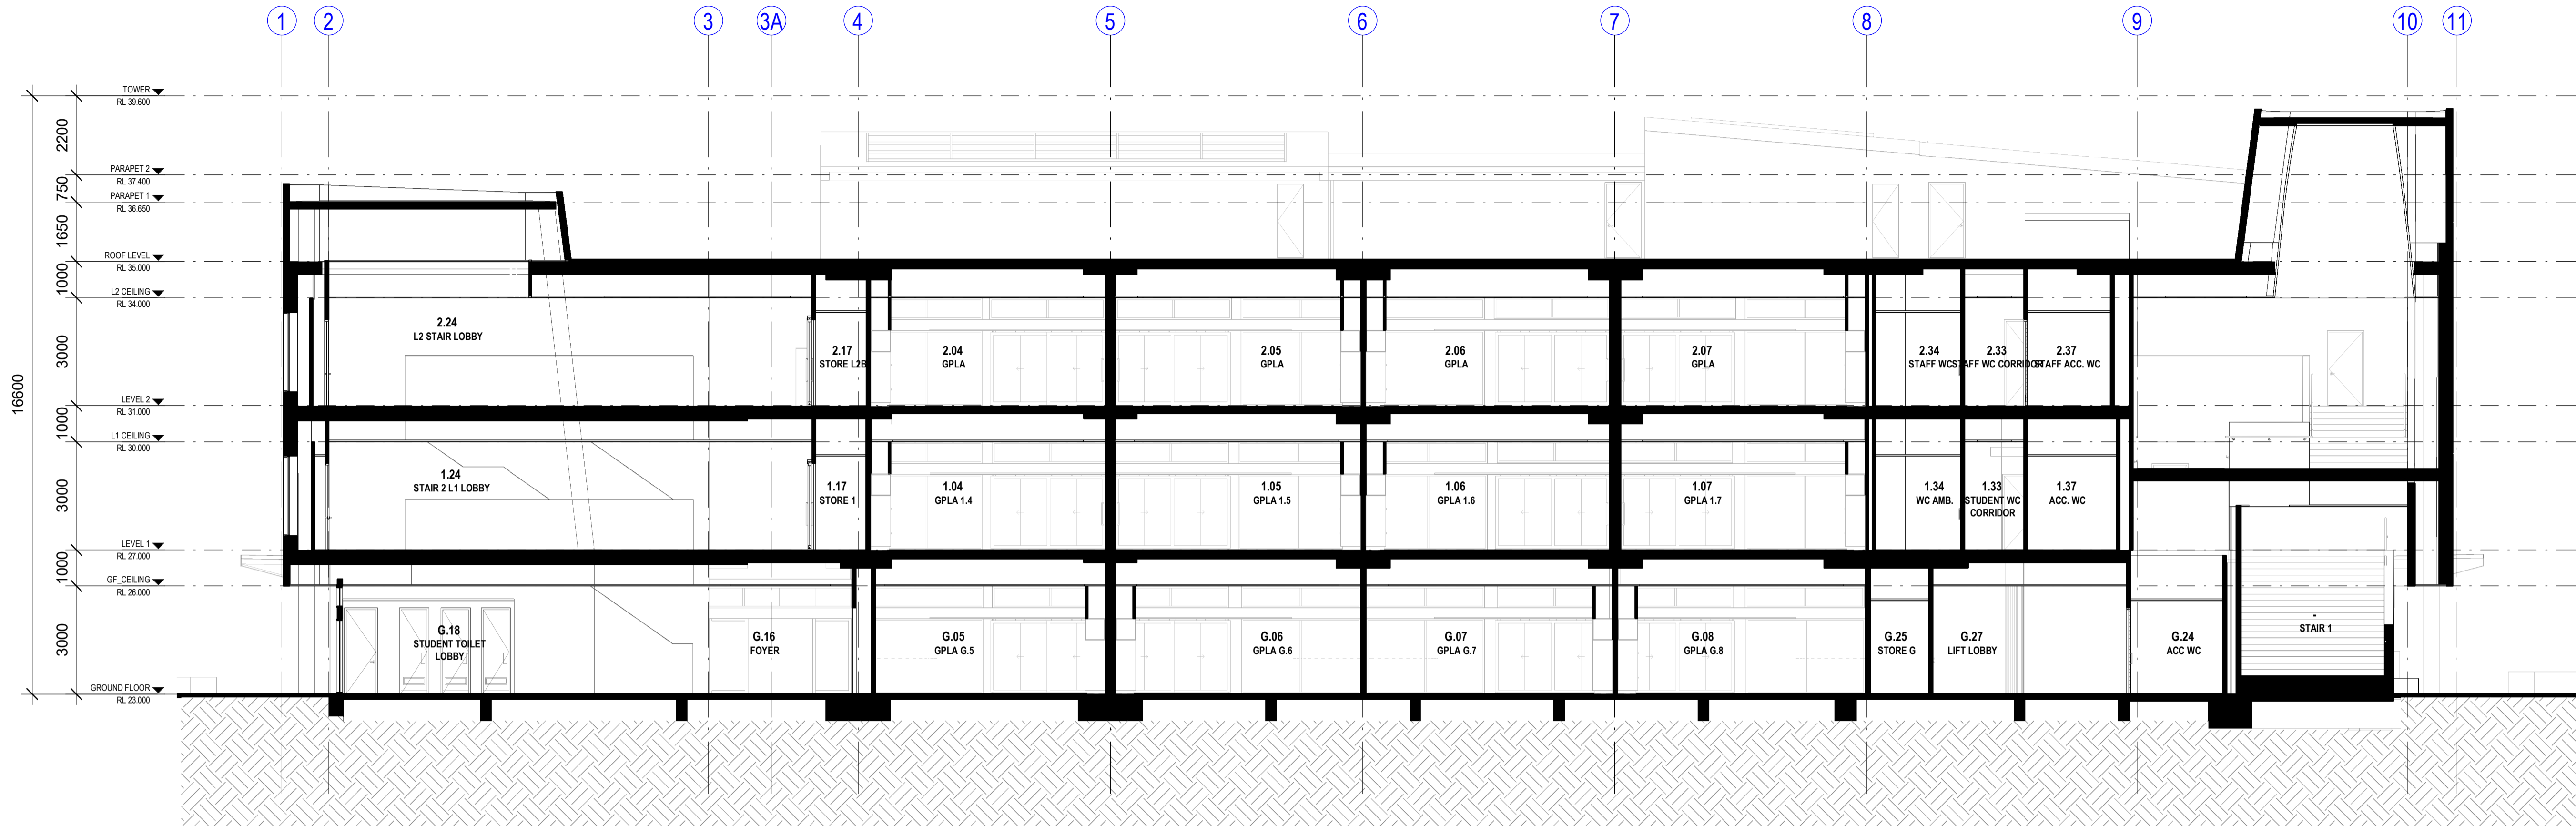 1
2
3
3A
4
5
6
7
8
9
10
11
TOWER
RL 39.600
2200
PARAPET 2
RL 37.400
750
PARAPET 1
RL 36.650
1650
ROOF LEVEL
RL 35.000
1000
L2 CEILING
RL 34.000
3000
LEVEL 2
RL 31.000
1000
L1 CEILING
RL 30.000
3000
LEVEL 1
RL 27.000
1000
GF_CEILING
RL 26.000
3000
GROUND FLOOR
RL 23.000
16600
2.24
L2 STAIR LOBBY
2.17
STORE L2B
2.04
GPLA
2.05
GPLA
2.06
GPLA
2.07
GPLA
2.34
STAFF WC
2.33
STAFF WC CORRIDOR
2.37
STAFF ACC. WC
1.24
STAIR 2 L1 LOBBY
1.17
STORE 1
1.04
GPLA 1.4
1.05
GPLA 1.5
1.06
GPLA 1.6
1.07
GPLA 1.7
1.34
WC AMB.
1.33
STUDENT WC
CORRIDOR
1.37
ACC. WC
G.18
STUDENT TOILET
LOBBY
G.16
FOYER
G.05
GPLA G.5
G.06
GPLA G.6
G.07
GPLA G.7
G.08
GPLA G.8
G.25
STORE G
G.27
LIFT LOBBY
G.24
ACC WC
-
STAIR 1